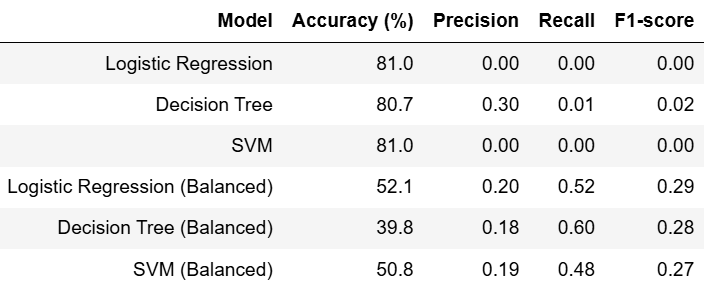 Model Accuracy (%) Precision Recall F1-score
Logistic Regression 81.0 0.00 0.00 0.00
Decision Tree 80.7 0.30 0.01 0.02
SVM 81.0 0.00 0.00 0.00
Logistic Regression (Balanced) 52.1 0.20 0.52 0.29
Decision Tree (Balanced) 39.8 0.18 0.60 0.28
SVM (Balanced) 50.8 0.19 0.48 0.27